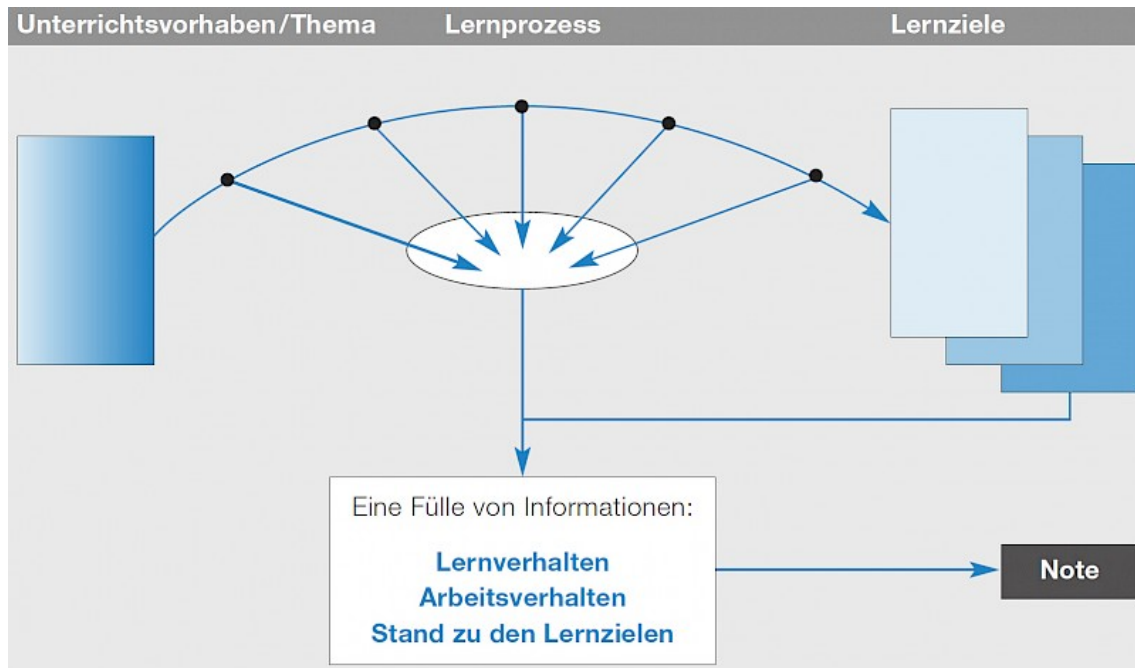 Unterrichtsvorhaben/Thema
Lernprozess
Lernziele
Eine Fülle von Informationen:
Lernverhalten
Arbeitsverhalten
Stand zu den Lernzielen
Note